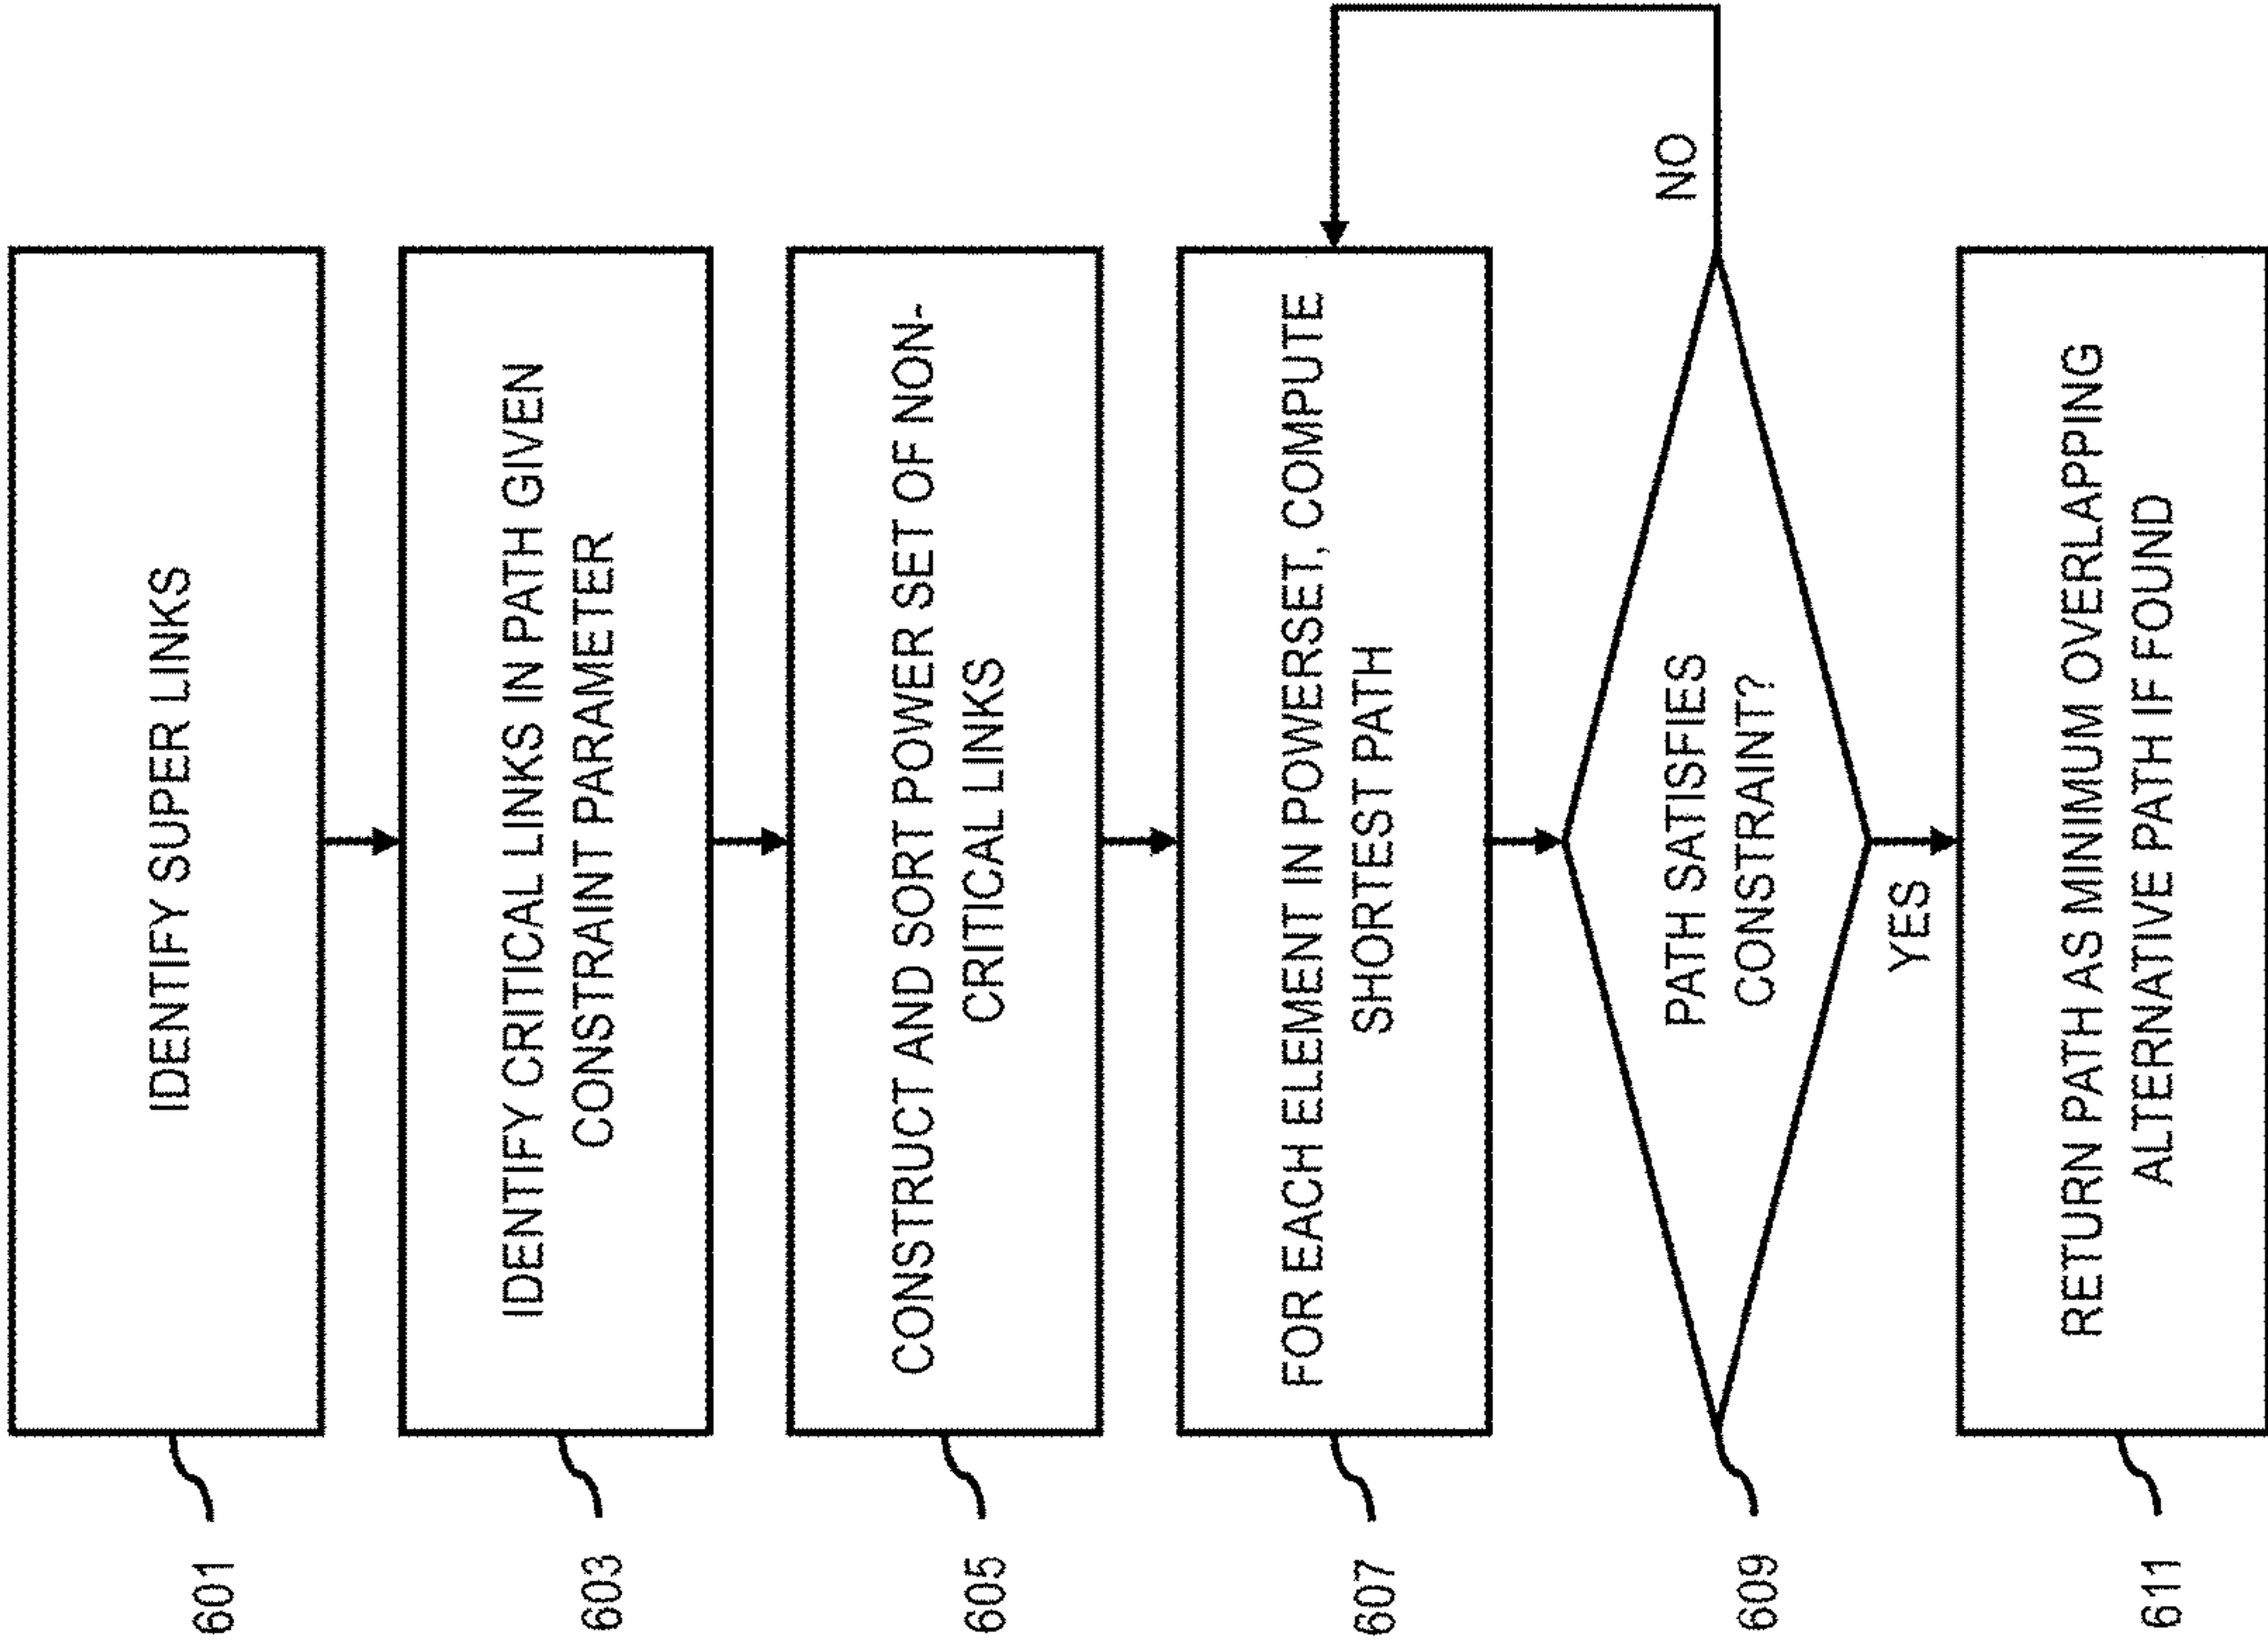 601
IDENTIFY SUPER LINKS
603
IDENTIFY CRITICAL LINKS IN PATH GIVEN
CONSTRAINT PARAMETER
605
CONSTRUCT AND SORT POWER SET OF NON-
CRITICAL LINKS
607
FOR EACH ELEMENT IN POWERSET, COMPUTE
SHORTEST PATH
609
PATH SATISFIES
CONSTRAINT?
NO
YES
611
RETURN PATH AS MINIMUM OVERLAPPING
ALTERNATIVE PATH IF FOUND